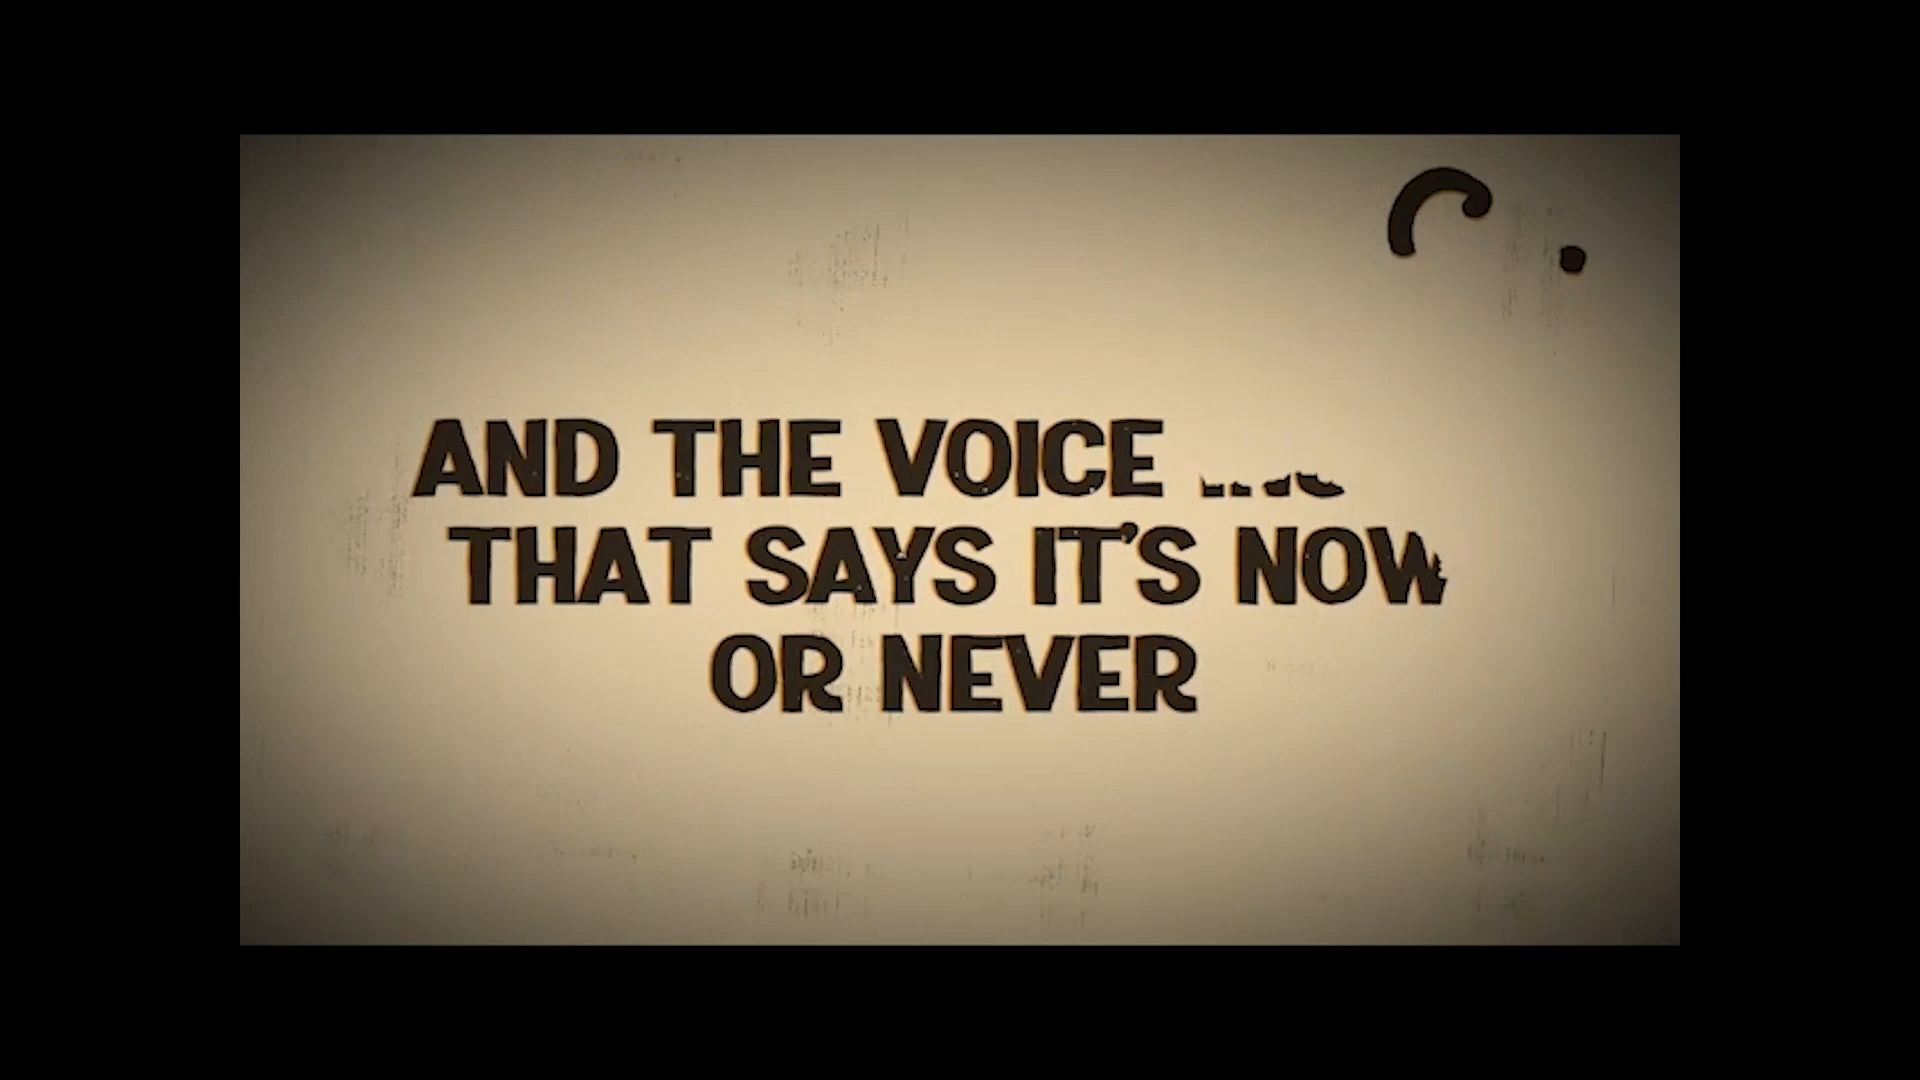 AND THE VOICE
THAT SAYS IT'S NOW
OR NEVER